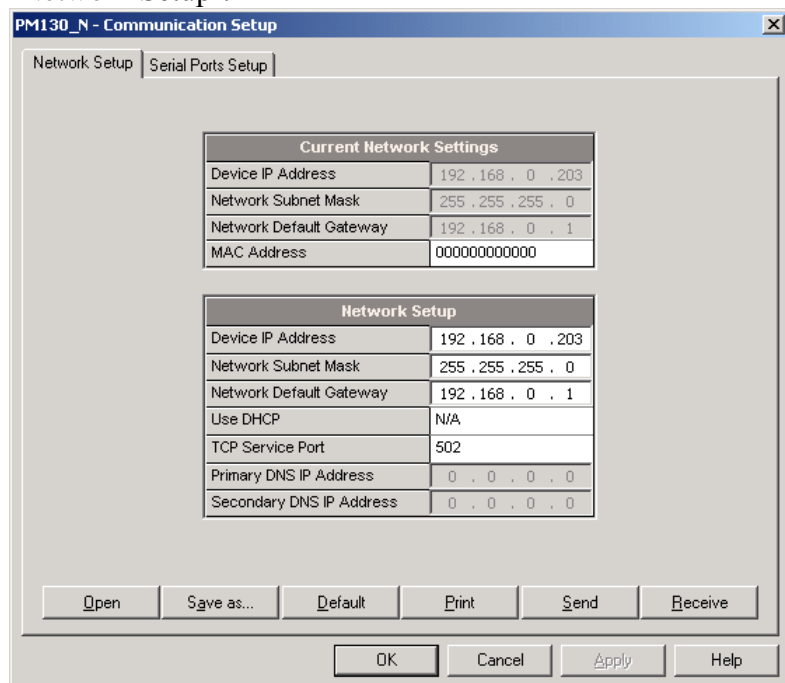 PM130_N - Communication Setup
Network Setup Serial Ports Setup
Current Network Settings
Device IP Address 192 . 168 . 0 . 203
Network Subnet Mask 255 . 255 . 255 . 0
Network Default Gateway 192 . 168 . 0 . 1
MAC Address 000000000000
Network Setup
Device IP Address 192 . 168 . 0 . 203
Network Subnet Mask 255 . 255 . 255 . 0
Network Default Gateway 192 . 168 . 0 . 1
Use DHCP N/A
TCP Service Port 502
Primary DNS IP Address 0 . 0 . 0 . 0
Secondary DNS IP Address 0 . 0 . 0 . 0
Open Save as... Default Print Send Receive
OK Cancel Apply Help